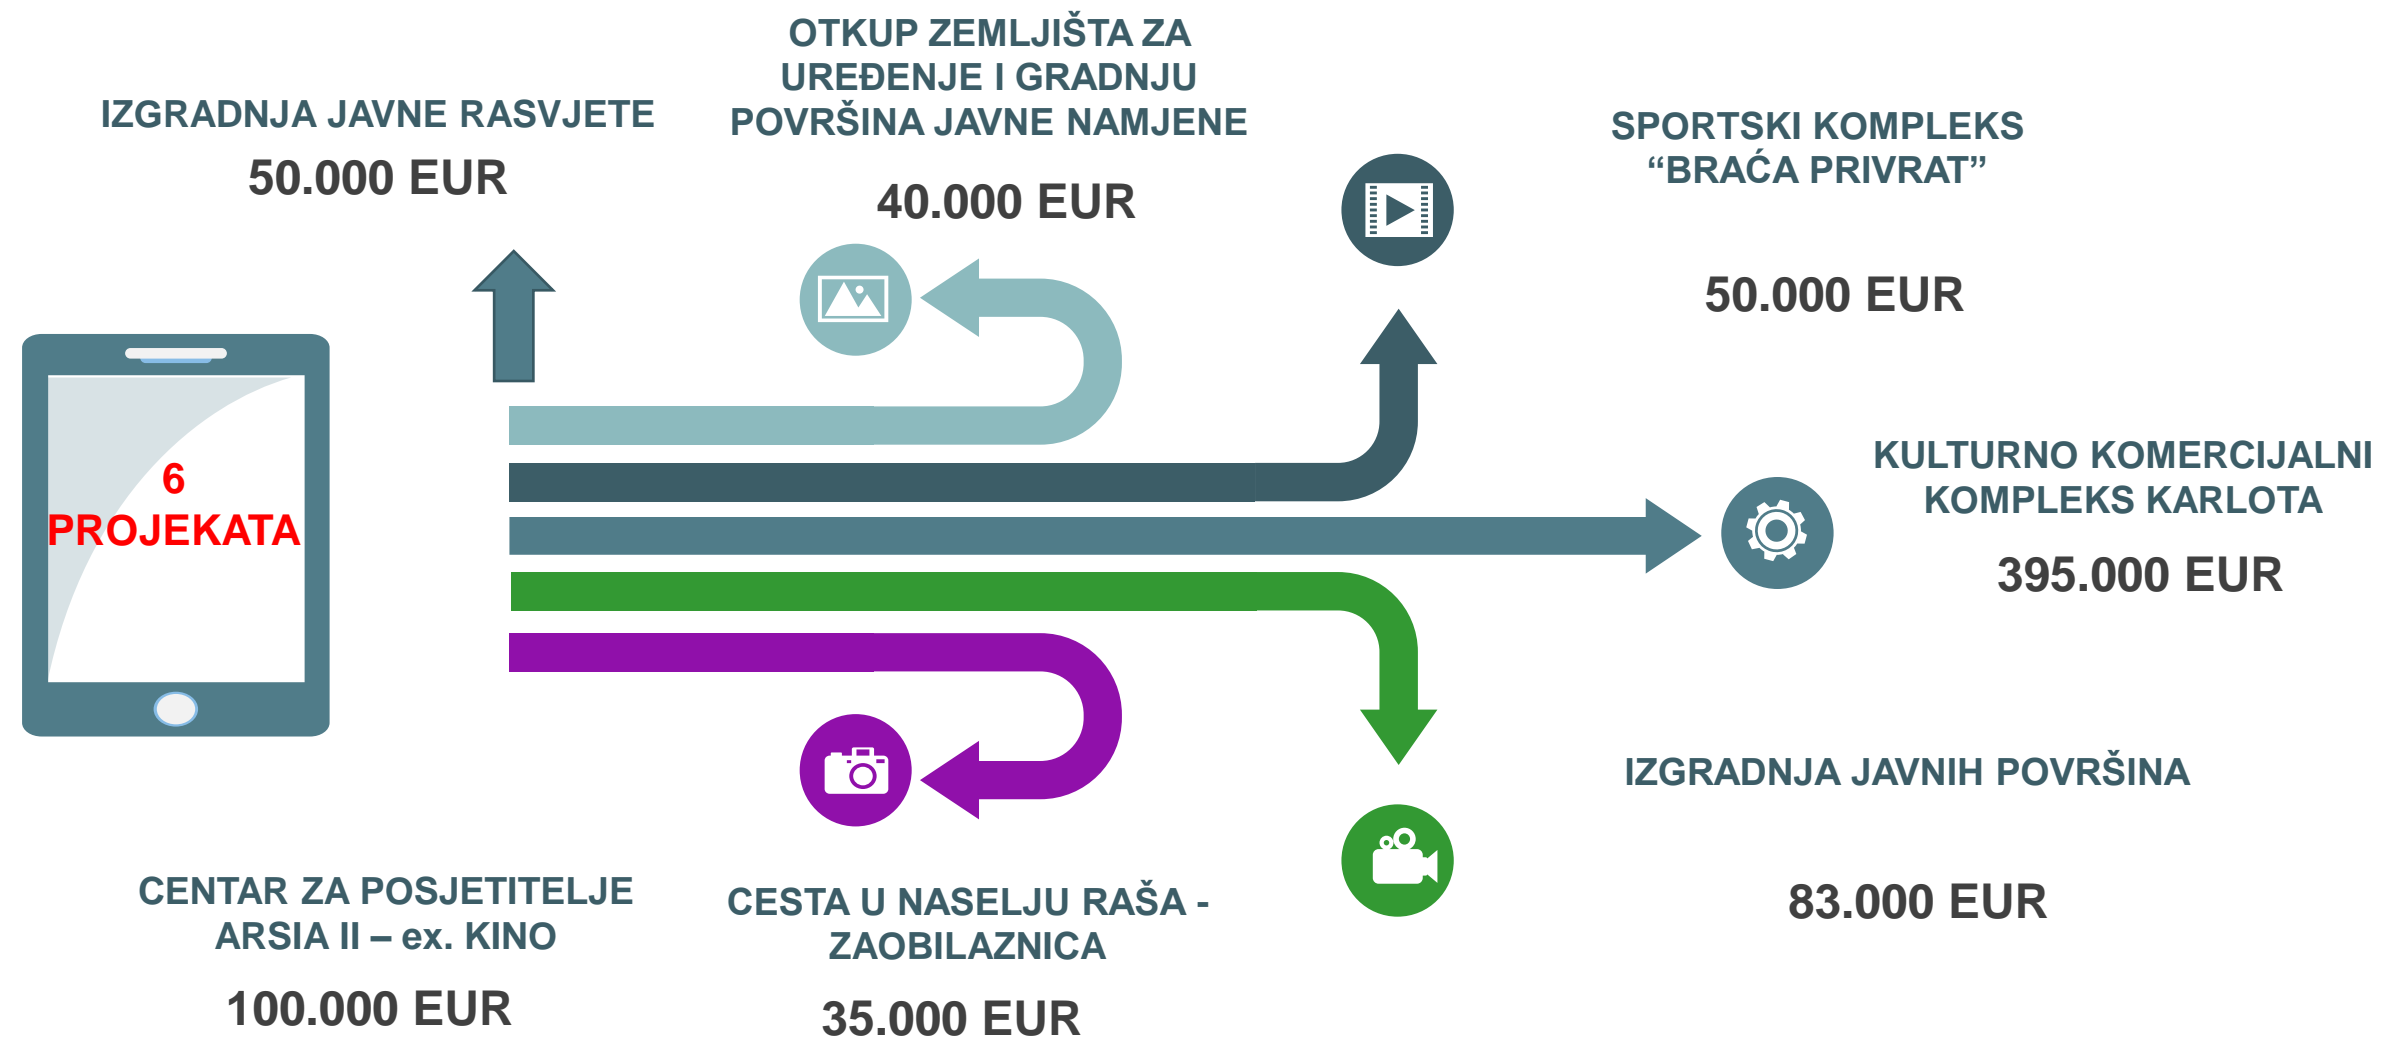 IZGRADNJA JAVNE RASVJETE
50.000 EUR
OTKUP ZEMLJIŠTA ZA
UREĐENJE I GRADNJU
POVRŠINA JAVNE NAMJENE
40.000 EUR
SPORTSKI KOMPLEKS
“BRAĆA PRIVRAT”
50.000 EUR
6
PROJEKATA
KULTURNO KOMERCIJALNI
KOMPLEKS KARLOTA
395.000 EUR
IZGRADNJA JAVNIH POVRŠINA
83.000 EUR
CENTAR ZA POSJETITELJE
ARSIA II – ex. KINO
100.000 EUR
CESTA U NASELJU RAŠA -
ZAOBILAZNICA
35.000 EUR